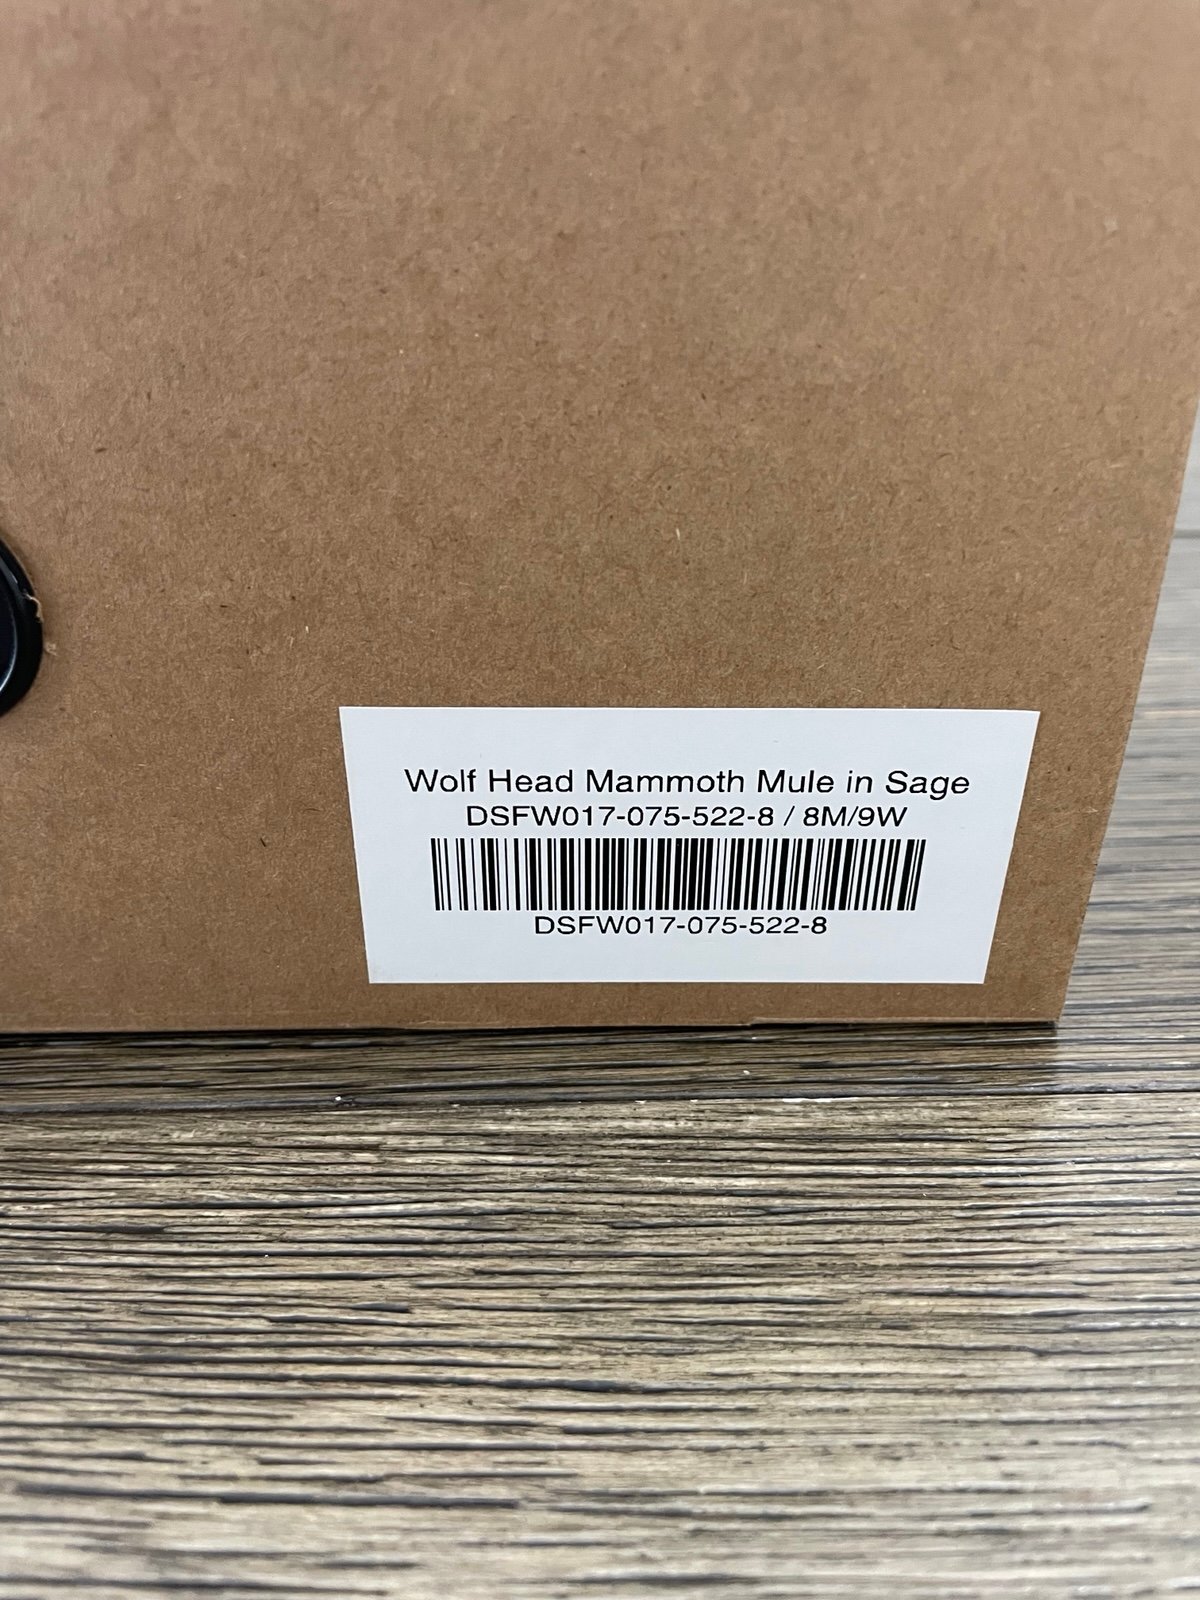 Wolf Head Mammoth Mule in Sage
DSFW017-075-522-8 / 8M/9W
DSFW017-075-522-8